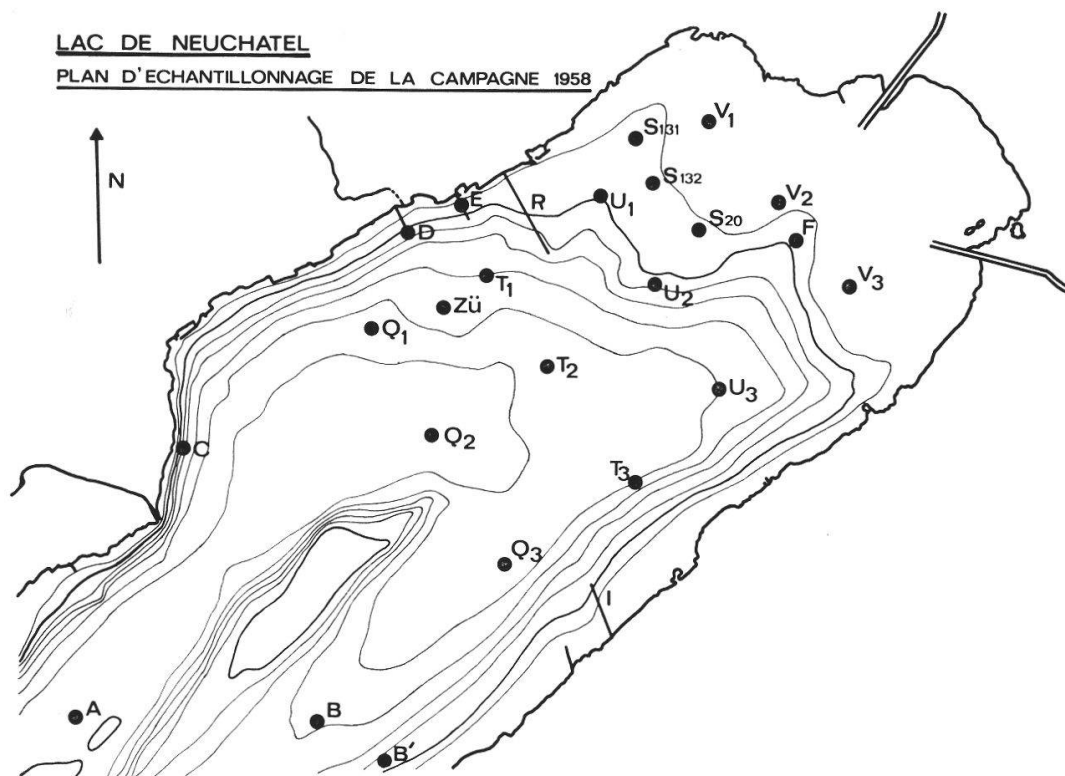 LAC DE NEUCHATEL
PLAN D'ECHANTILLONNAGE DE LA CAMPAGNE 1958
N
S131
V1
S132
E
R
U1
V2
D
S20
F
T1
U2
V3
Zü
Q1
T2
U3
Q2
C
T3
Q3
I
A
B
B'